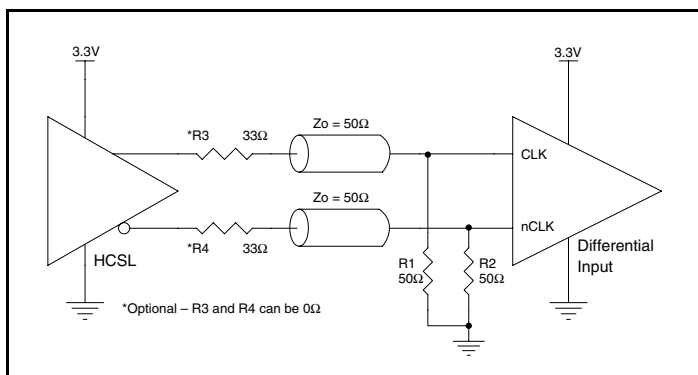 3.3V
3.3V
*R3
33Ω
Zo = 50Ω
CLK
Zo = 50Ω
nCLK
*R4
33Ω
HCSL
R1
50Ω
R2
50Ω
Differential
Input
*Optional – R3 and R4 can be 0Ω